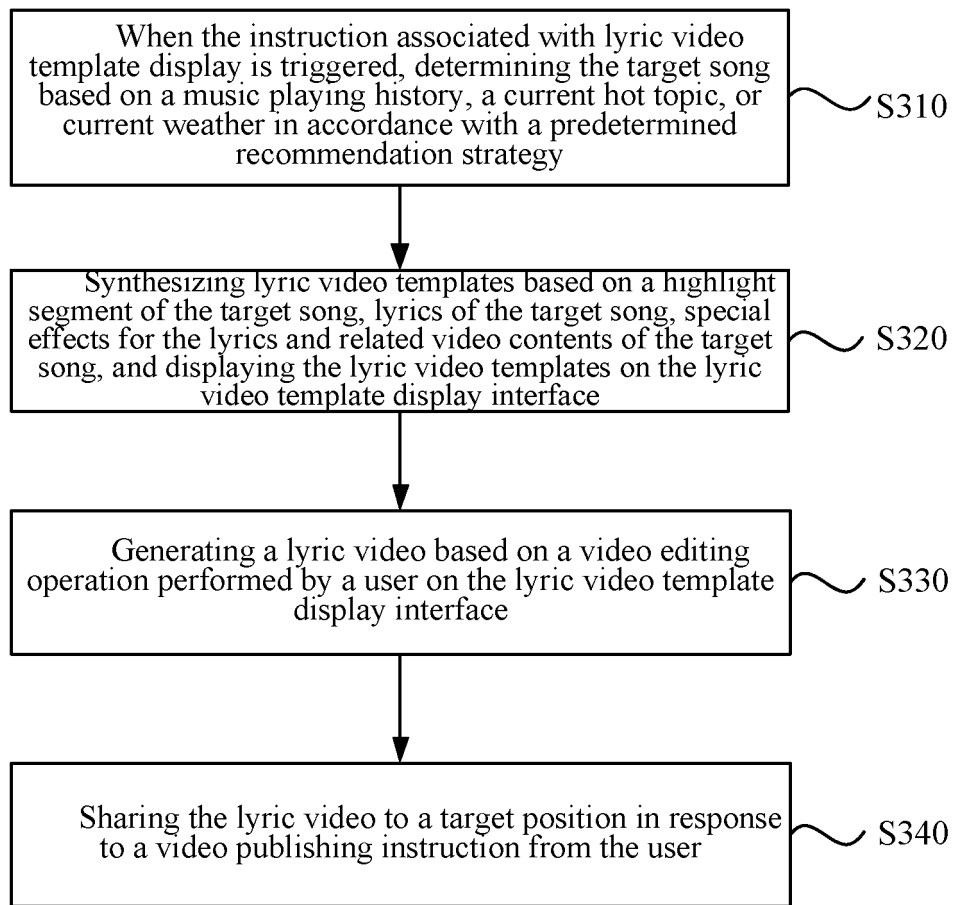 When the instruction associated with lyric video
template display is triggered, determining the target song
based on a music playing history, a current hot topic, or
current weather in accordance with a predetermined
recommendation strategy
S310
Synthesizing lyric video templates based on a highlight
segment of the target song, lyrics of the target song, special
effects for the lyrics and related video contents of the target
song, and displaying the lyric video templates on the lyric
video template display interface
S320
Generating a lyric video based on a video editing
operation performed by a user on the lyric video template
display interface
S330
Sharing the lyric video to a target position in response
to a video publishing instruction from the user
S340